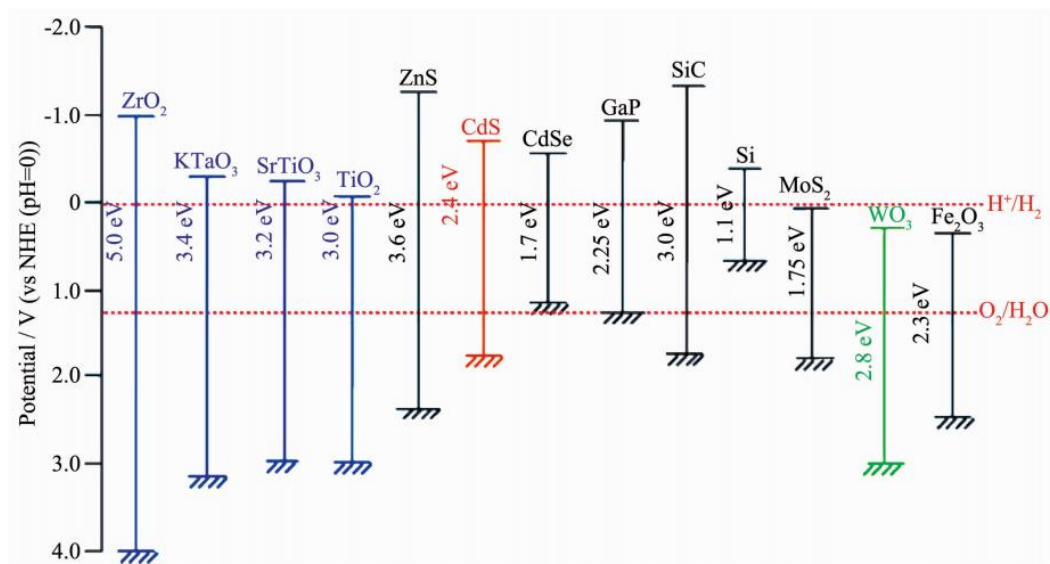 Potential / V (vs NHE (pH=0))
-2.0
-1.0
0
1.0
2.0
3.0
4.0
ZrO₂
5.0 eV
KTaO₃
3.4 eV
SrTiO₃
3.2 eV
TiO₂
3.0 eV
ZnS
3.6 eV
CdS
2.4 eV
CdSe
1.7 eV
GaP
2.25 eV
SiC
3.0 eV
Si
1.1 eV
MoS₂
1.75 eV
WO₃
2.8 eV
Fe₂O₃
2.3 eV
H⁺/H₂
O₂/H₂O